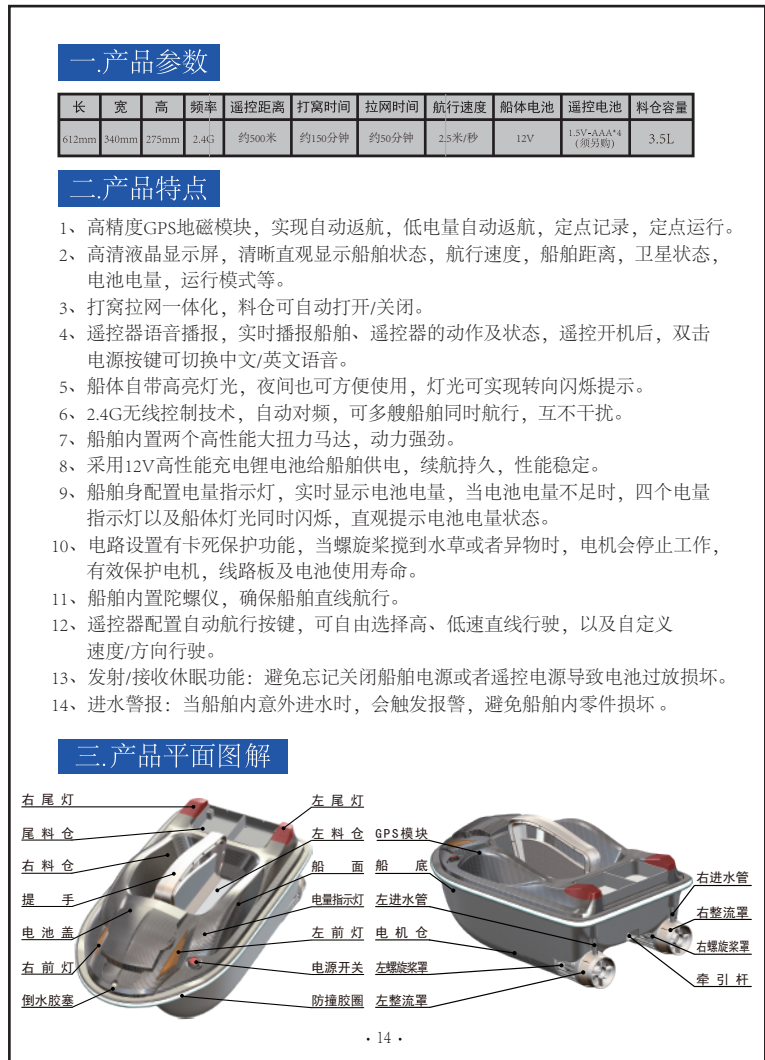 一.产品参数
长 宽 高 频率 遥控距离 打窝时间 拉网时间 航行速度 船体电池 遥控电池 料仓容量
612mm 340mm 275mm 2.4G 约500米 约150分钟 约50分钟 2.5米/秒 12V 1.5V-AAA*4 (须另购) 3.5L
二.产品特点
1、高精度GPS地磁模块，实现自动返航，低电量自动返航，定点记录，定点运行。
2、高清液晶显示屏，清晰直观显示船舶状态，航行速度，船舶距离，卫星状态，
电池电量，运行模式等。
3、打窝拉网一体化，料仓可自动打开/关闭。
4、遥控器语音播报，实时播报船舶、遥控器的动作及状态，遥控开机后，双击
电源按键可切换中文/英文语音。
5、船体自带高亮灯光，夜间也可方便使用，灯光可实现转向闪烁提示。
6、2.4G无线控制技术，自动对频，可多艘船舶同时航行，互不干扰。
7、船舶内置两个高性能大扭力马达，动力强劲。
8、采用12V高性能充电锂电池给船舶供电，续航持久，性能稳定。
9、船舶身配置电量指示灯，实时显示电池电量，当电池电量不足时，四个电量
指示灯以及船体灯光同时闪烁，直观提示电池电量状态。
10、电路设置有卡死保护功能，当螺旋桨搅到水草或者异物时，电机会停止工作，
有效保护电机，线路板及电池使用寿命。
11、船舶内置陀螺仪，确保船舶直线航行。
12、遥控器配置自动航行按键，可自由选择高、低速直线行驶，以及自定义
速度/方向行驶。
13、发射/接收休眠功能：避免忘记关闭船舶电源或者遥控电源导致电池过放损坏。
14、进水警报：当船舶内意外进水时，会触发报警，避免船舶内零件损坏。
三.产品平面图解
右尾灯
尾料仓
右料仓
提手
电池盖
右前灯
倒水胶塞
左尾灯
左料仓
船面
电量指示灯
左前灯
电源开关
防撞胶圈
GPS模块
船底
左进水管
电机仓
左螺旋桨罩
左整流罩
右进水管
右整流罩
右螺旋桨罩
牵引杆
• 14 •